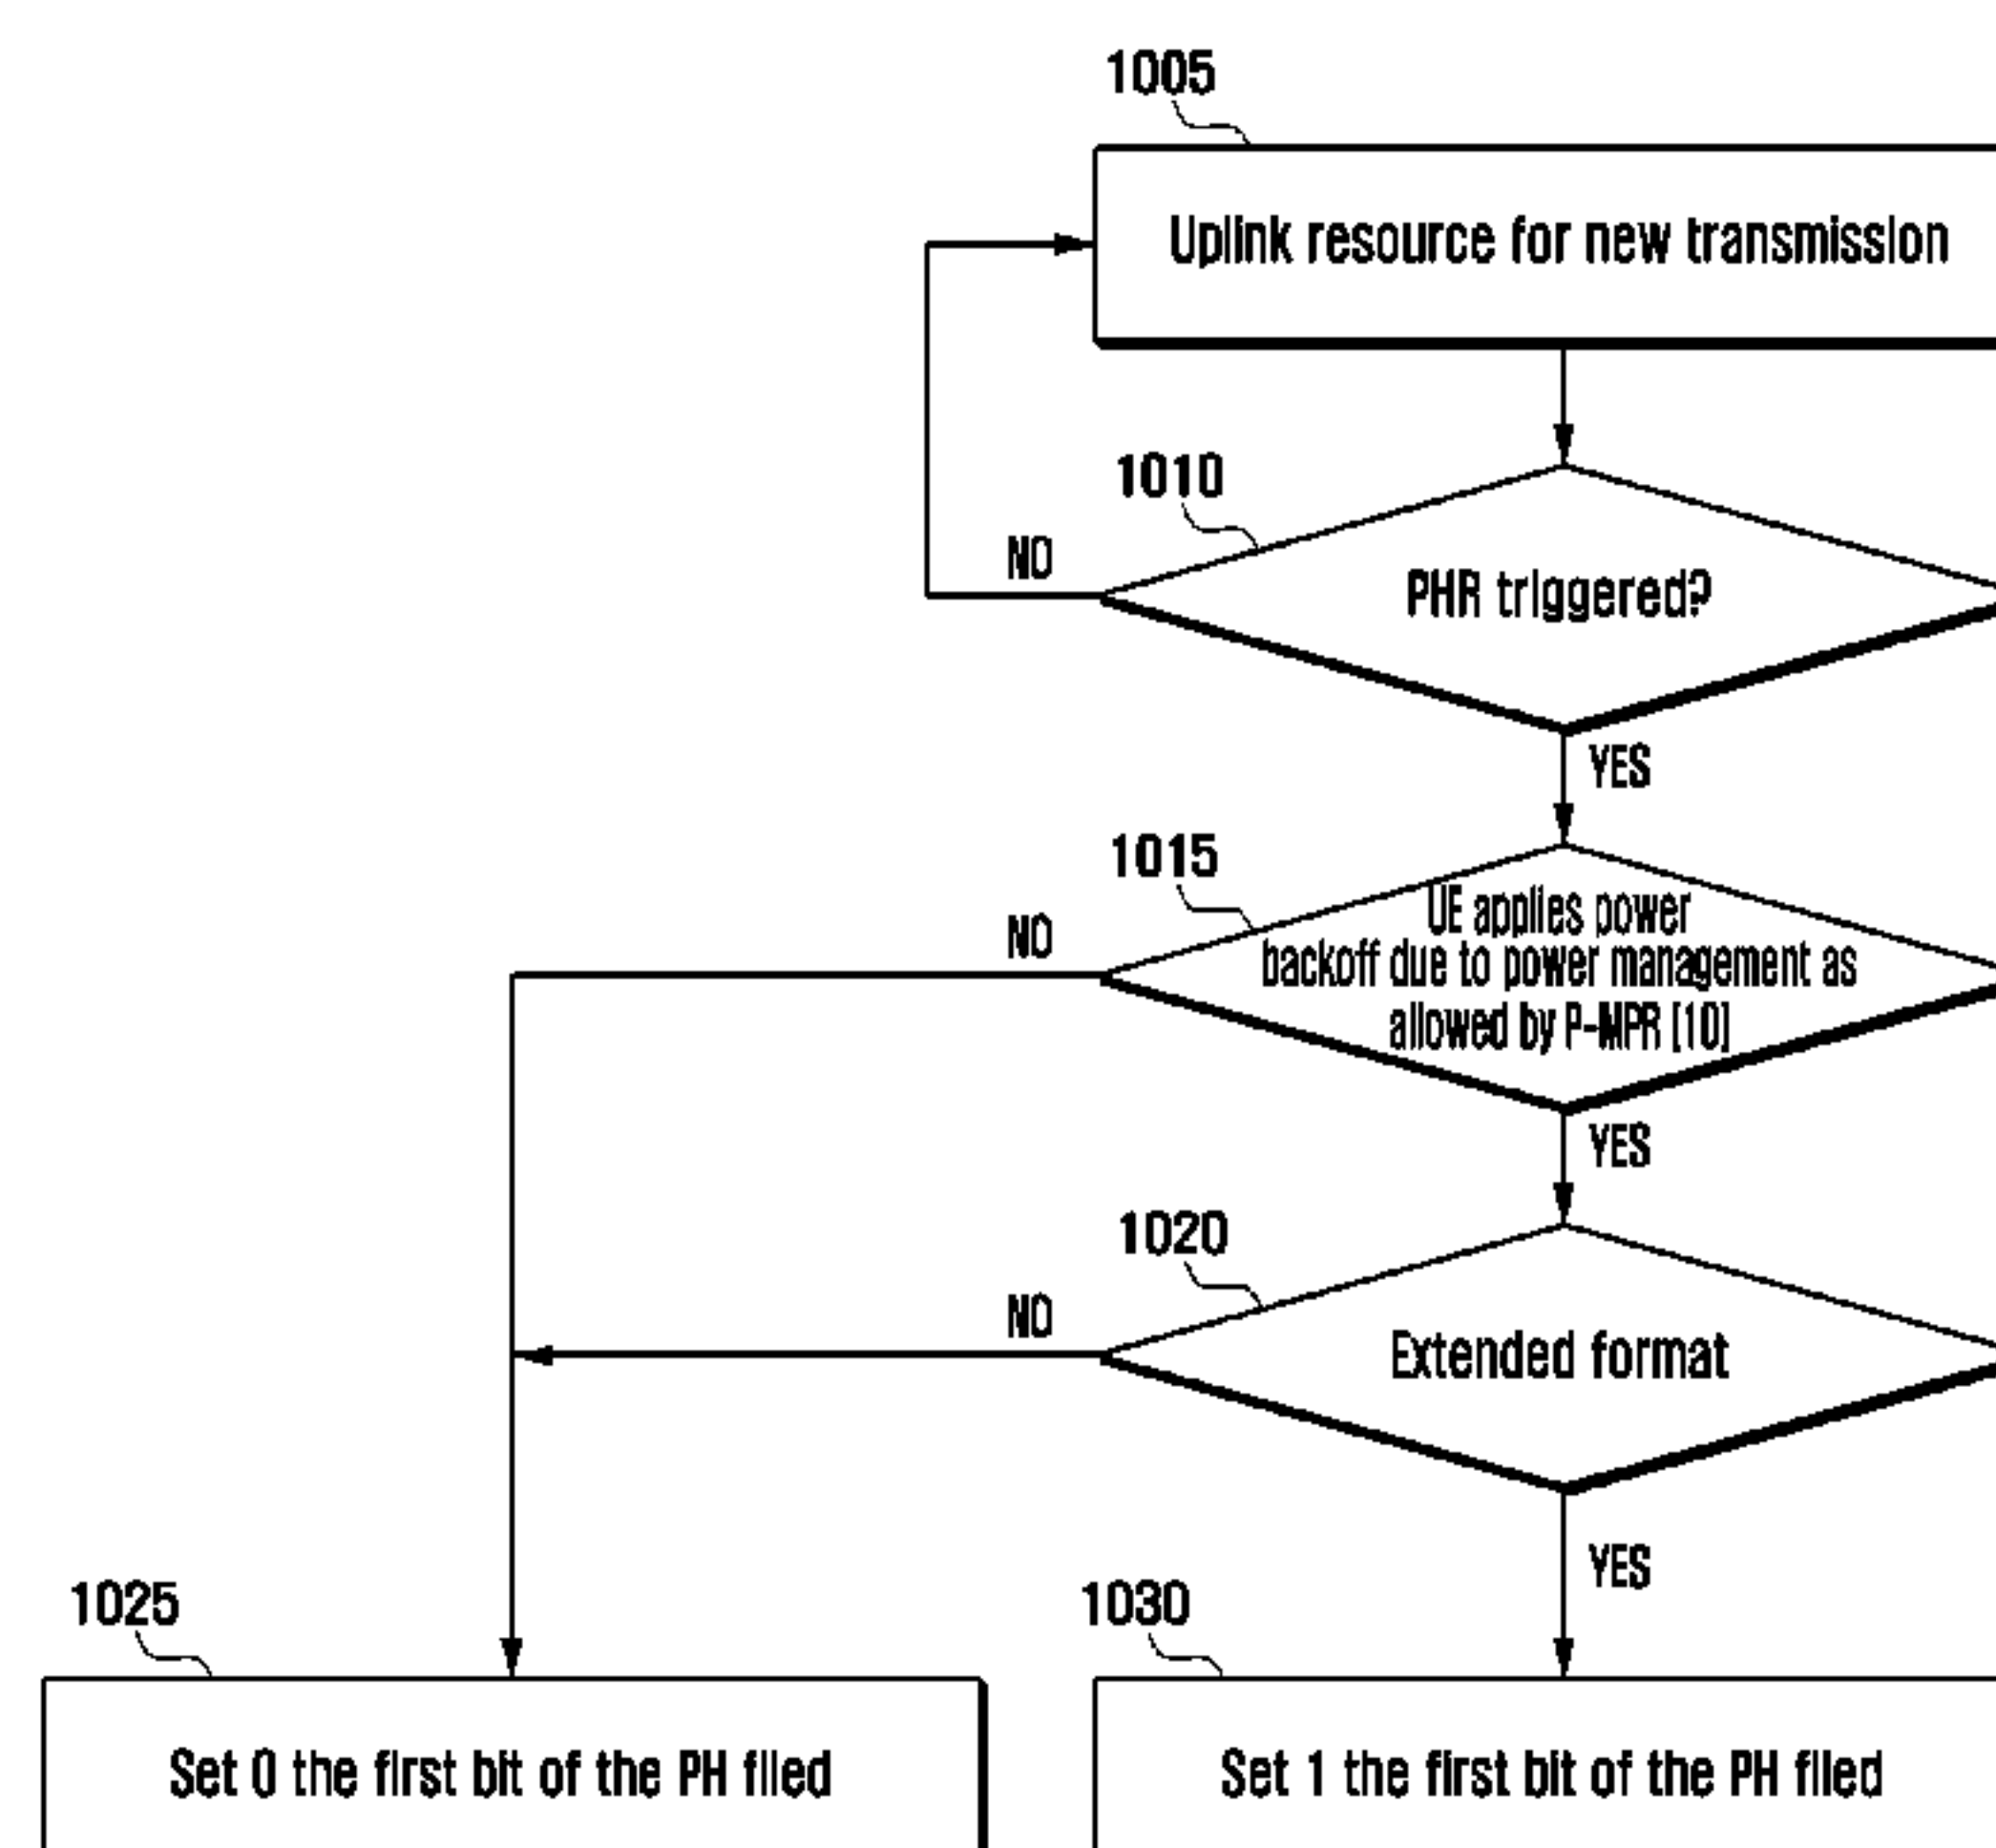 1005
Uplink resource for new transmission
1010
NO
PHR triggered?
YES
1015
NO
UE applies power
backoff due to power management as
allowed by P-MPR [10]
YES
1020
NO
Extended format
YES
1025
1030
Set 0 the first bit of the PH filed
Set 1 the first bit of the PH filed